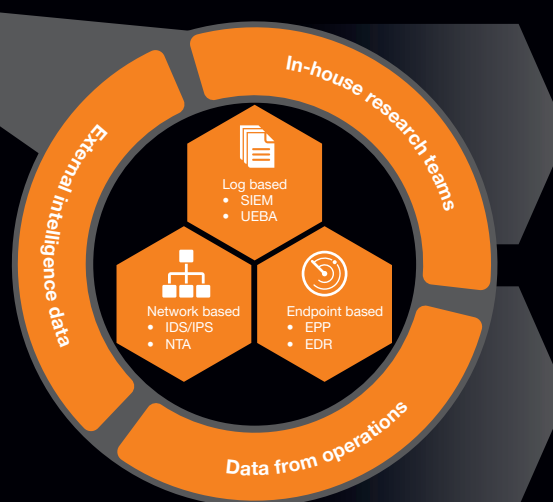 In-house research teams
External intelligence data
Log based
• SIEM
• UEBA
Network based
• IDS/IPS
• NTA
Endpoint based
• EPP
• EDR
Data from operations